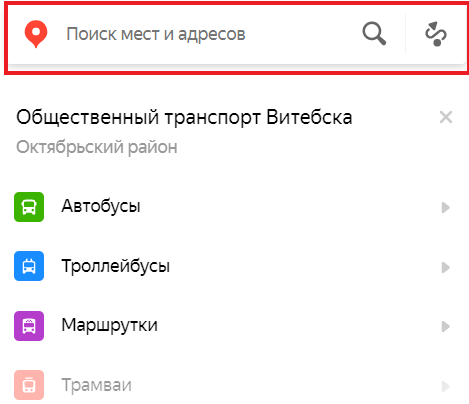 Поиск мест и адресов
Общественный транспорт Витебска
Октябрьский район
Автобусы
Троллейбусы
Маршрутки
Трамваи